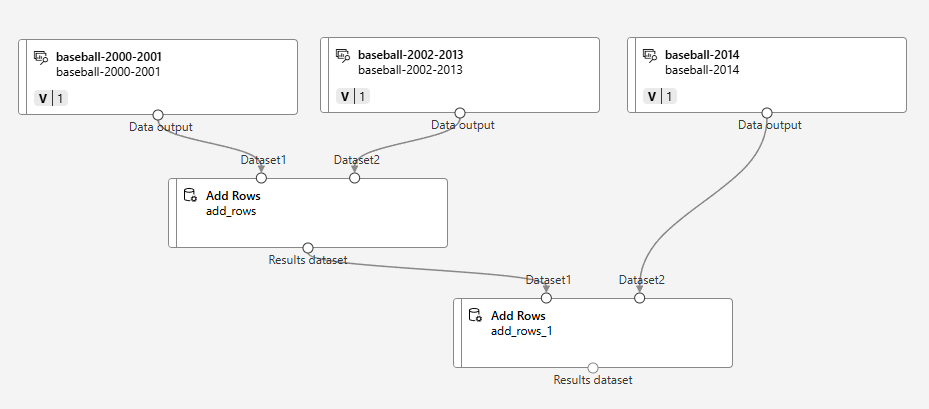 baseball-2000-2001
baseball-2000-2001
V 1
Data output
baseball-2002-2013
baseball-2002-2013
V 1
Data output
baseball-2014
baseball-2014
V 1
Data output
Dataset1
Dataset2
Add Rows
add_rows
Results dataset
Dataset1
Dataset2
Add Rows
add_rows_1
Results dataset